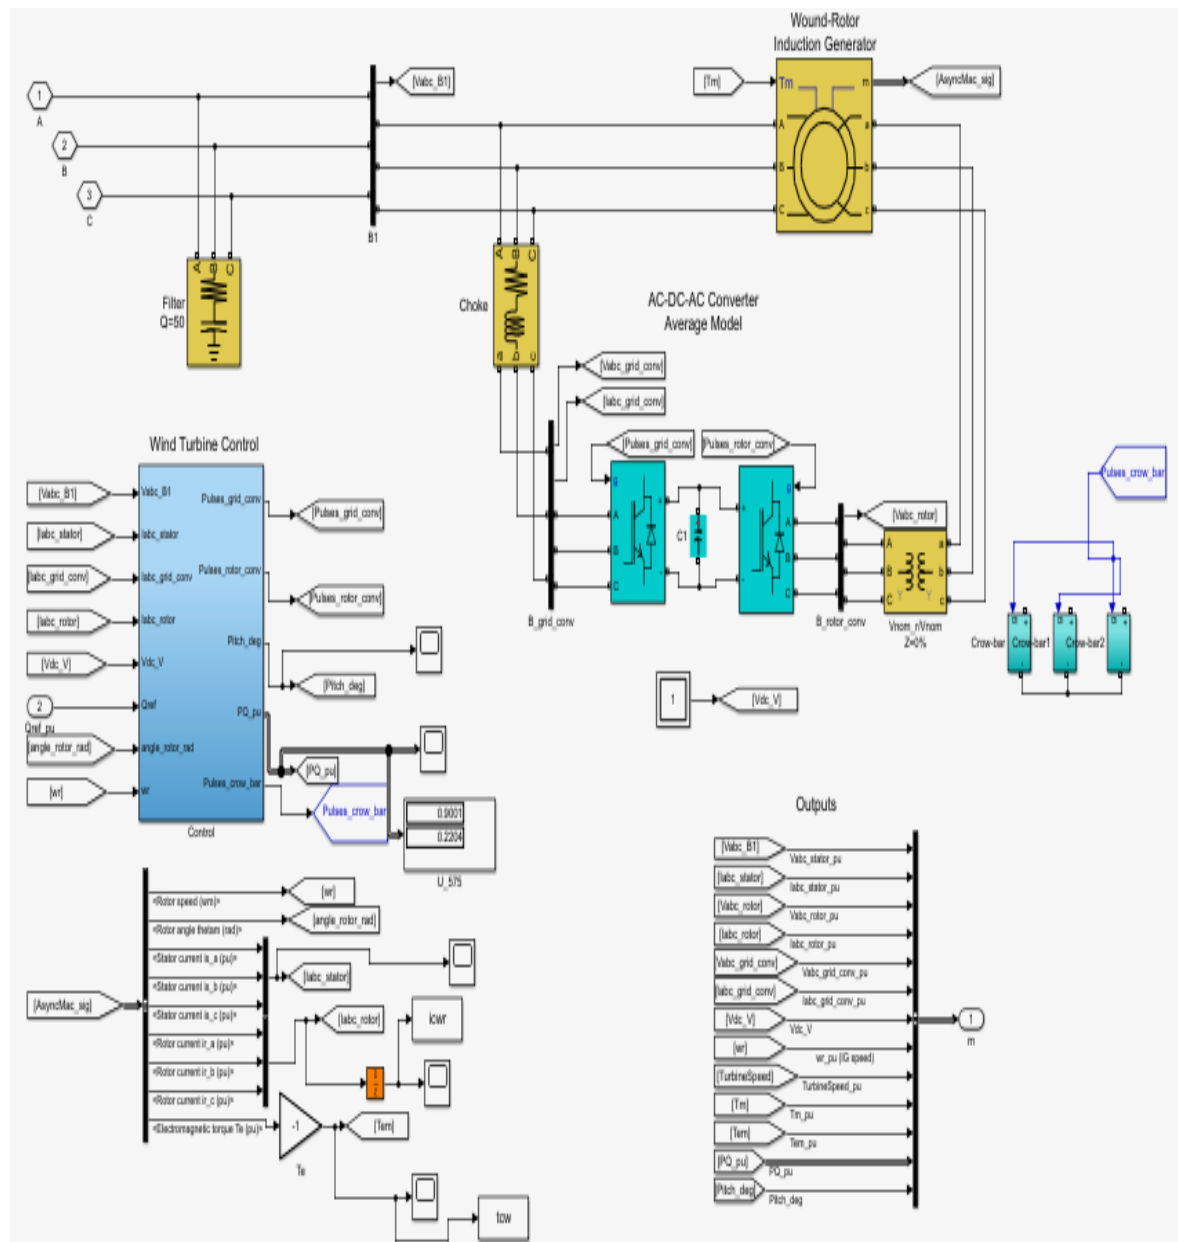 Wound-Rotor
Induction Generator
[Vabc_B1]
[Tm]
Tm
m
[AsyncMac_sig]
1
A
A
a
2
B
B
b
3
C
C
c
B1
A B C
Filter
Q=50
A B C
Choke
a b c
AC-DC-AC Converter
Average Model
[Vabc_grid_conv]
[Iabc_grid_conv]
[Pulses_grid_conv]
[Pulses_rotor_conv]
g
A
B
C
+
-
C1
+
-
g
A
B
C
B_grid_conv
B_rotor_conv
[Vabc_rotor]
A
B
C
a
b
c
Y
Y
Vnom_r/Vnom
Z=0%
Pulses_crow_bar
g
+
-
g
+
-
g
+
-
Crow-bar
Crow-bar1
Crow-bar2
1
[Vdc_V]
Wind Turbine Control
[Vabc_B1]
[Iabc_stator]
[Iabc_grid_conv]
[Iabc_rotor]
[Vdc_V]
2
Qref_pu
[angle_rotor_rad]
[wr]
Vabc_B1
Iabc_stator
Iabc_grid_conv
Iabc_rotor
Vdc_V
Qref
angle_rotor_rad
wr
Pulses_grid_conv
Pulses_rotor_conv
Pitch_deg
PQ_pu
Pulses_crow_bar
Control
[Pulses_grid_conv]
[Pulses_rotor_conv]
[Pitch_deg]
[PQ_pu]
Pulses_crow_bar
0.9001
0.2204
U_575
[AsyncMac_sig]
<Rotor speed (wm)>
<Rotor angle thetam (rad)>
<Stator current is_a (pu)>
<Stator current is_b (pu)>
<Stator current is_c (pu)>
<Rotor current ir_a (pu)>
<Rotor current ir_b (pu)>
<Rotor current ir_c (pu)>
<Electromagnetic torque Te (pu)>
[wr]
[angle_rotor_rad]
[Iabc_stator]
[Iabc_rotor]
icwr
-1
Te
[Tem]
tcw
Outputs
[Vabc_B1]
Vabc_stator_pu
[Iabc_stator]
Iabc_stator_pu
[Vabc_rotor]
Vabc_rotor_pu
[Iabc_rotor]
Iabc_rotor_pu
[Vabc_grid_conv]
Vabc_grid_conv_pu
[Iabc_grid_conv]
Iabc_grid_conv_pu
[Vdc_V]
Vdc_V
[wr]
wr_pu (IG speed)
[TurbineSpeed]
TurbineSpeed_pu
[Tm]
Tm_pu
[Tem]
Tem_pu
[PQ_pu]
PQ_pu
[Pitch_deg]
Pitch_deg
1
m